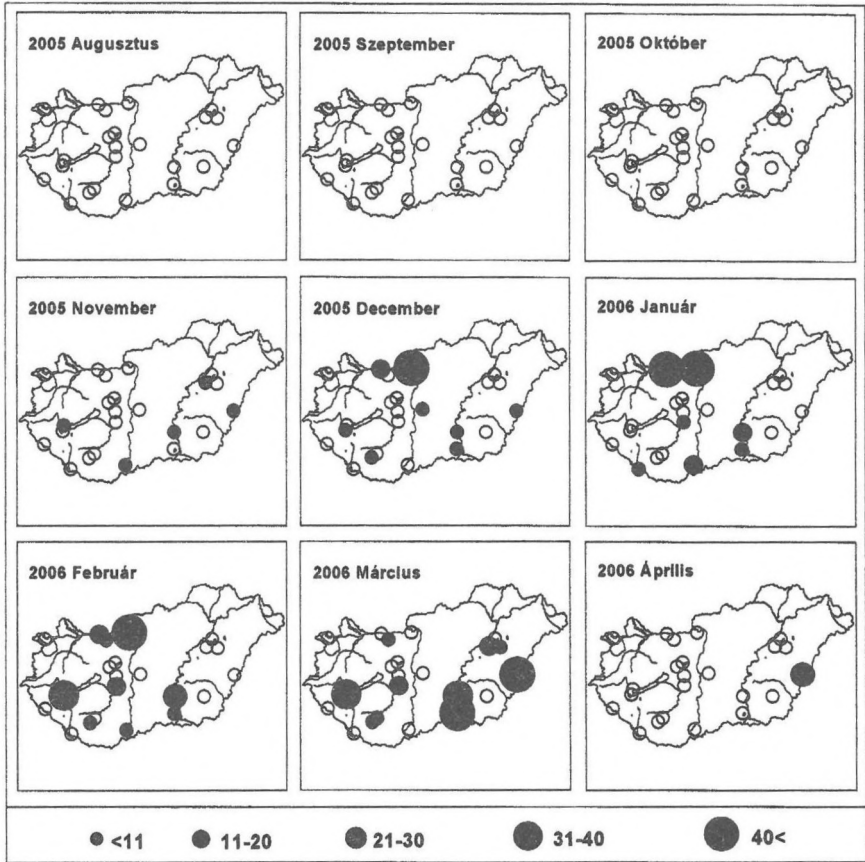 2005 Augusztus
2005 Szeptember
2005 Október
2005 November
2005 December
2006 Január
2006 Február
2006 Március
2006 Április
<11
11-20
21-30
31-40
40<